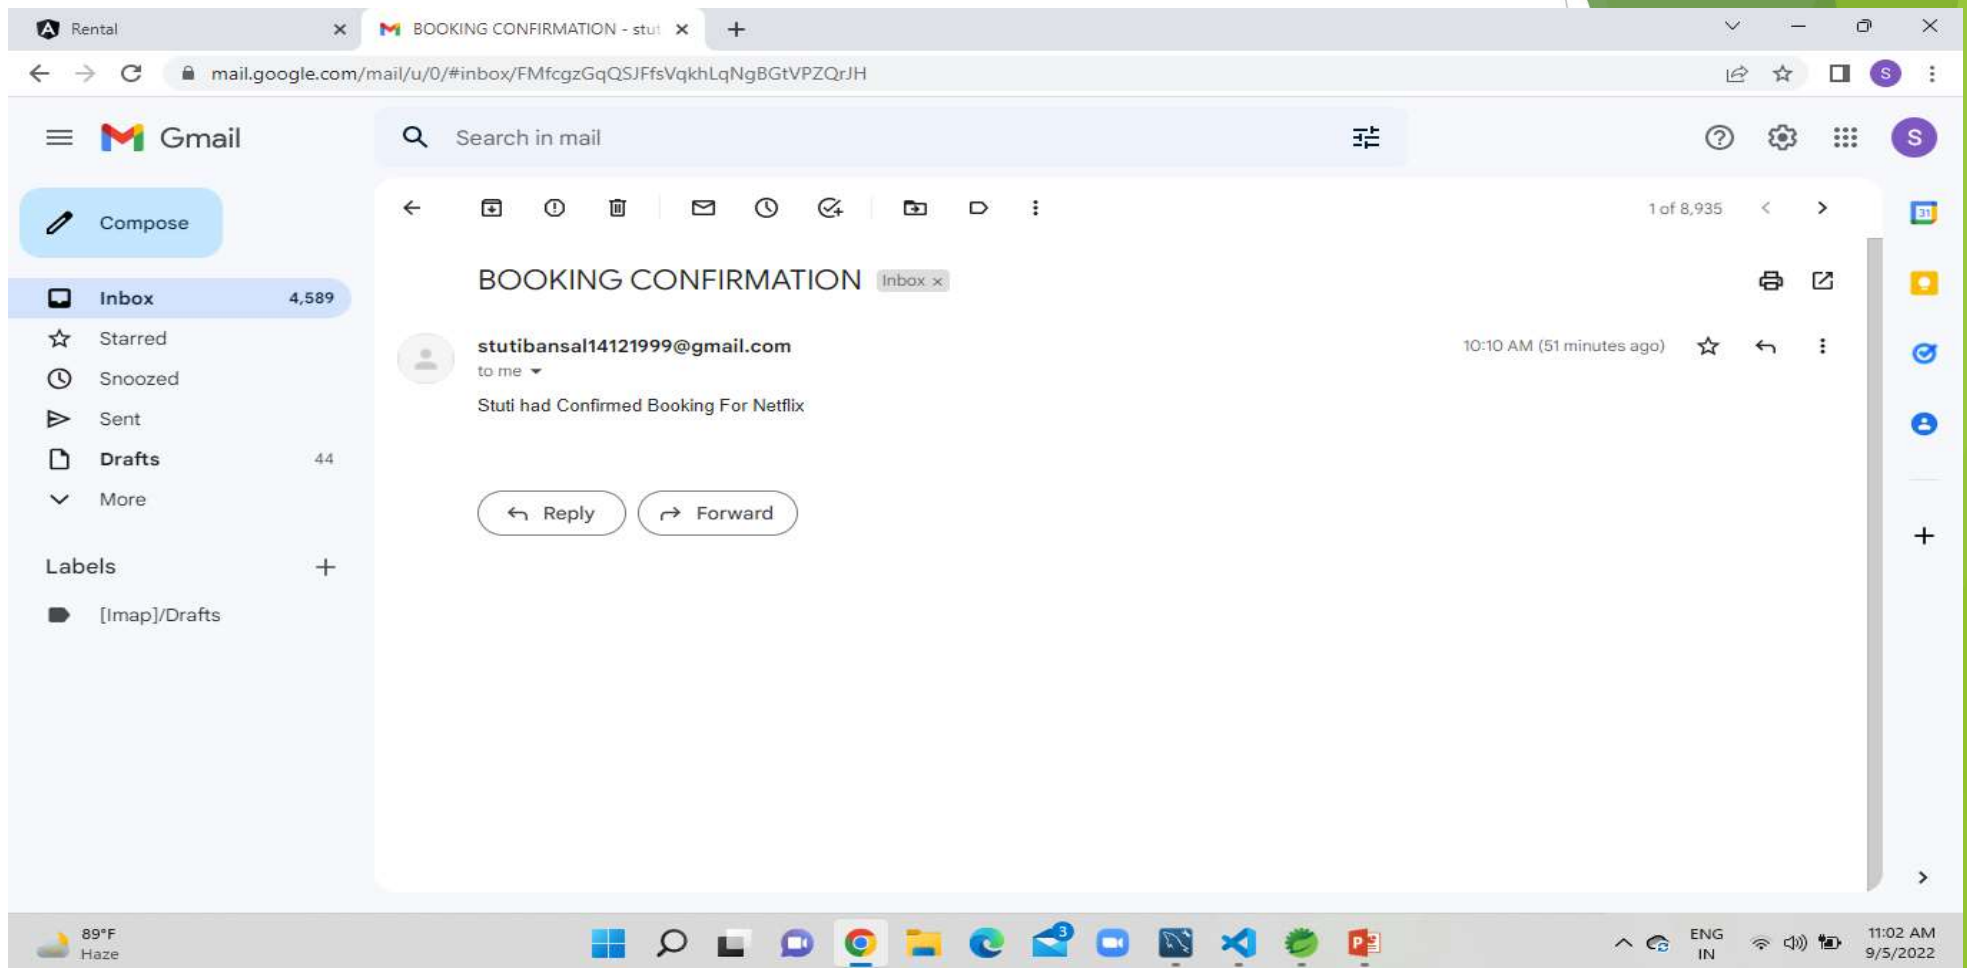 Rental
BOOKING CONFIRMATION - stut
mail.google.com/mail/u/0/#inbox/FMfcgzGqQSJFfsVqkhLqNgBGtVPZQrJH
S
Gmail
Search in mail
S
Compose
1 of 8,935
31
BOOKING CONFIRMATION Inbox x
Inbox 4,589
Starred
Snoozed
Sent
Drafts 44
More
Labels
[Imap]/Drafts
stutibansal14121999@gmail.com
10:10 AM (51 minutes ago)
to me
Stuti had Confirmed Booking For Netflix
Reply
Forward
89°F
Haze
3
P
ENG
IN
11:02 AM
9/5/2022